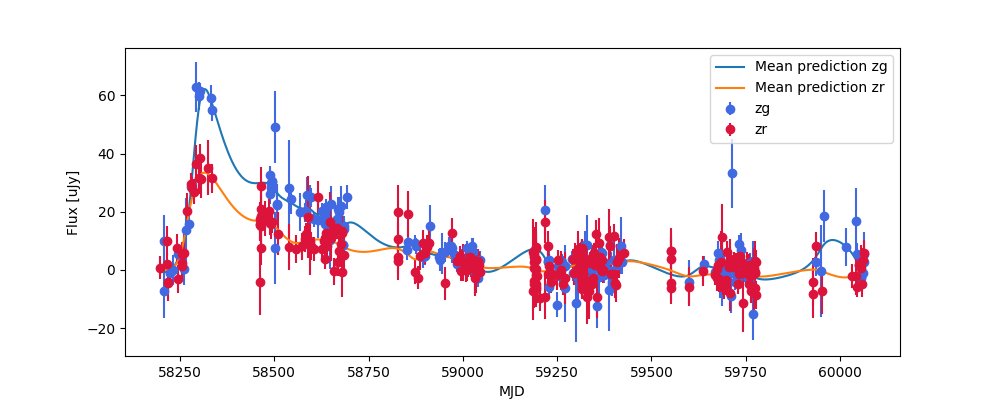 Mean prediction zg
Mean prediction zr
zg
zr
Flux [uJy]
60
40
20
0
−20
58250 58500 58750 59000 59250 59500 59750 60000
MJD